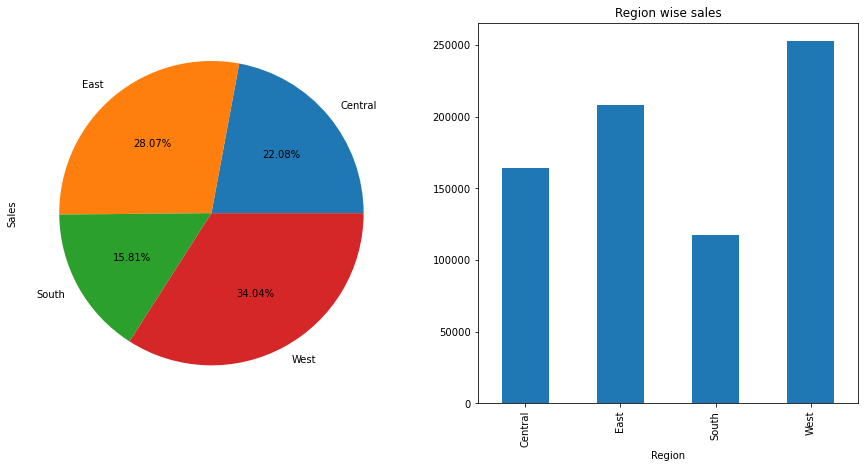 East
Central
28.07%
22.08%
Sales
15.81%
South
34.04%
West
Region wise sales
250000
200000
150000
100000
50000
0
Central
East
South
West
Region